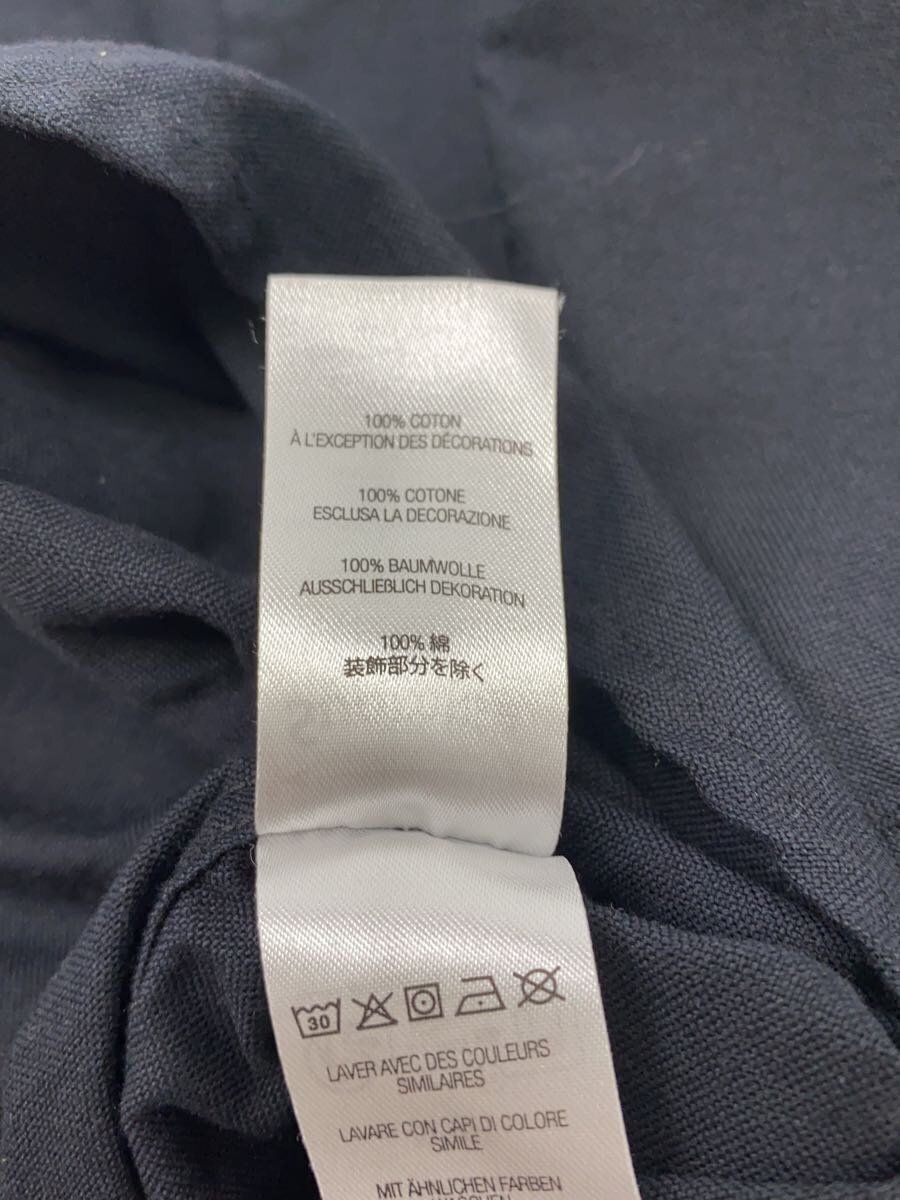 100% COTON
À L'EXCEPTION DES DÉCORATIONS
100% COTONE
ESCLUSA LA DECORAZIONE
100% BAUMWOLLE
AUSSCHLIEßLICH DEKORATION
100% 綿
装飾部分を除く
30
LAVER AVEC DES COULEURS
SIMILAIRES
LAVARE CON CAPI DI COLORE
SIMILE
MIT ÄHNLICHEN FARBEN